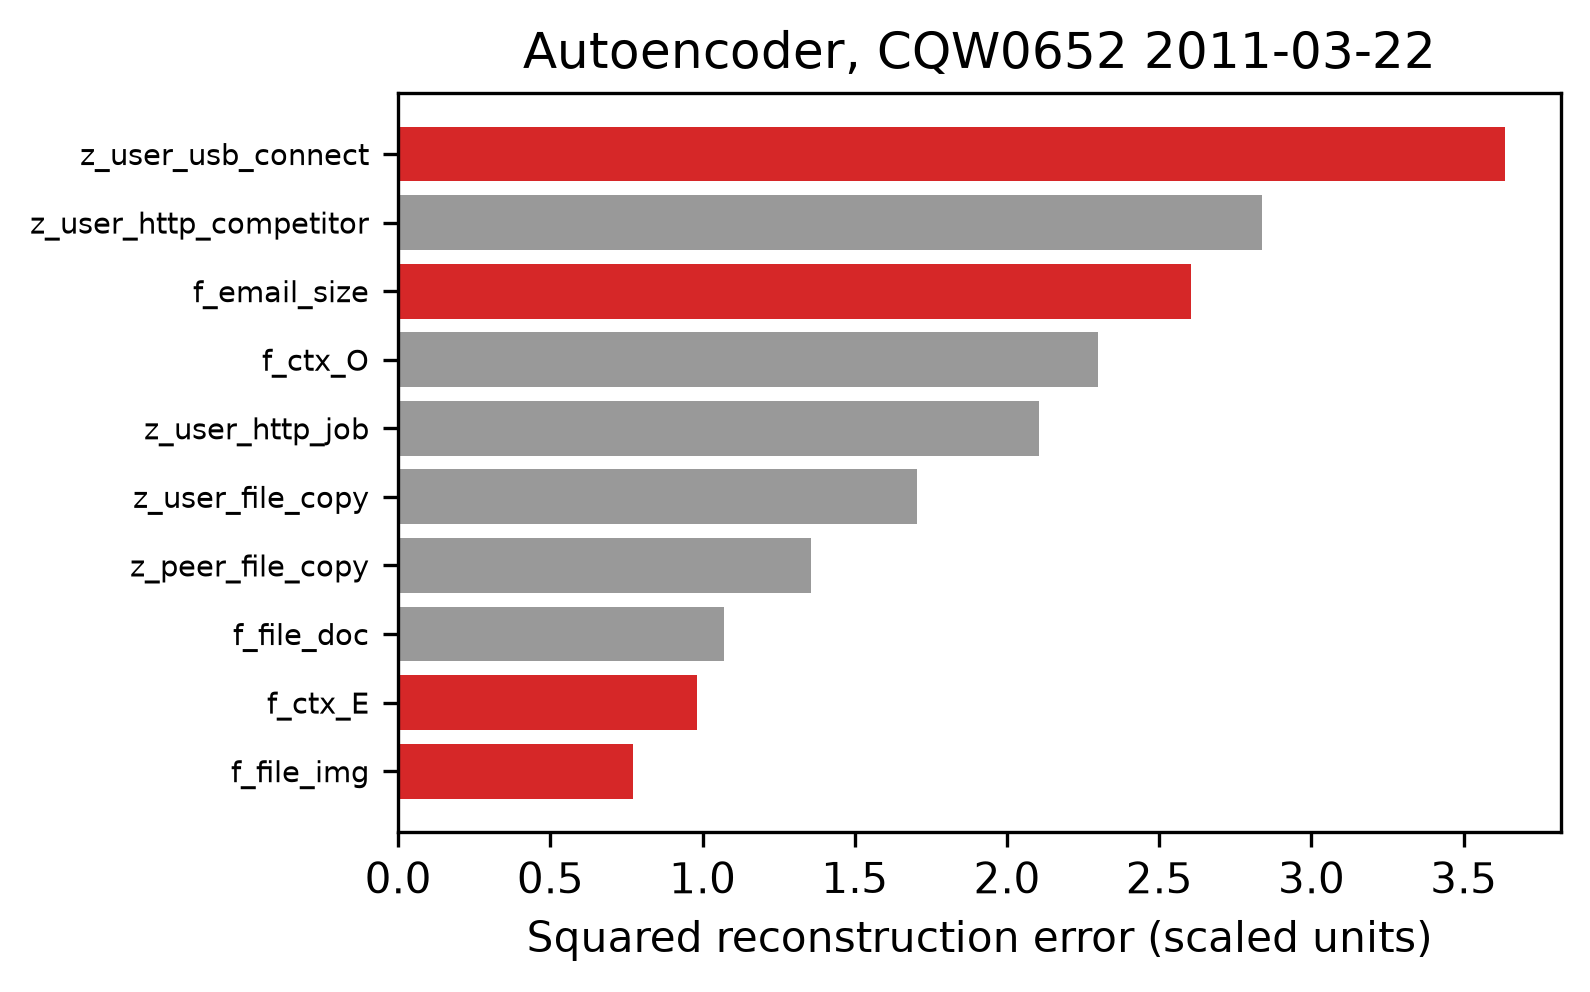 Autoencoder, CQW0652 2011-03-22
z_user_usb_connect
z_user_http_competitor
f_email_size
f_ctx_O
z_user_http_job
z_user_file_copy
z_peer_file_copy
f_file_doc
f_ctx_E
f_file_img
0.0 0.5 1.0 1.5 2.0 2.5 3.0 3.5
Squared reconstruction error (scaled units)